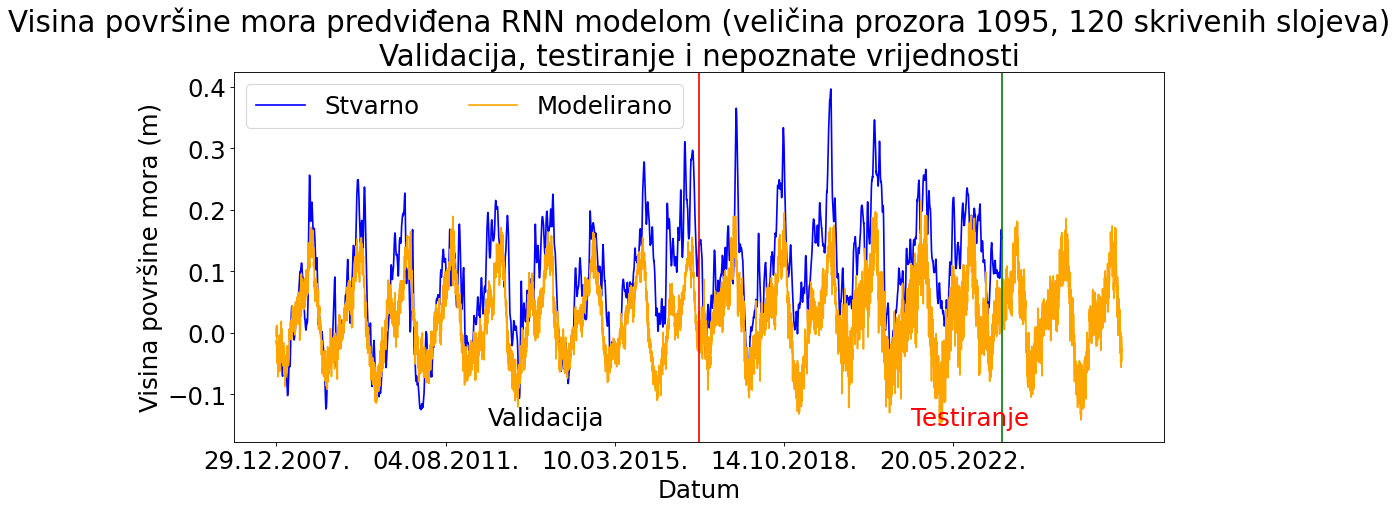 Visina površine mora predviđena RNN modelom (veličina prozora 1095, 120 skrivenih slojeva)
Validacija, testiranje i nepoznate vrijednosti
Stvarno
Modelirano
Visina površine mora (m)
0.4
0.3
0.2
0.1
0.0
−0.1
Validacija
Testiranje
29.12.2007.
04.08.2011.
10.03.2015.
14.10.2018.
20.05.2022.
Datum